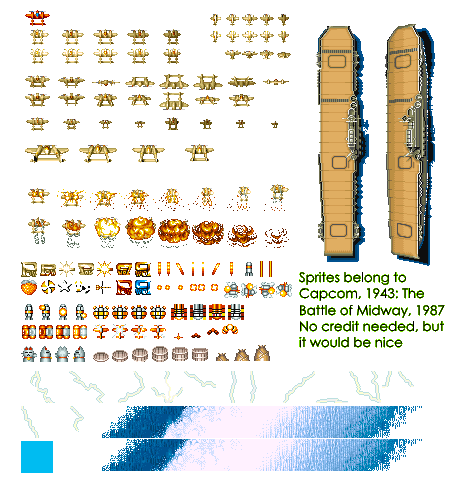 Sprites belong to
Capcom, 1943: The
Battle of Midway, 1987
No credit needed, but
it would be nice